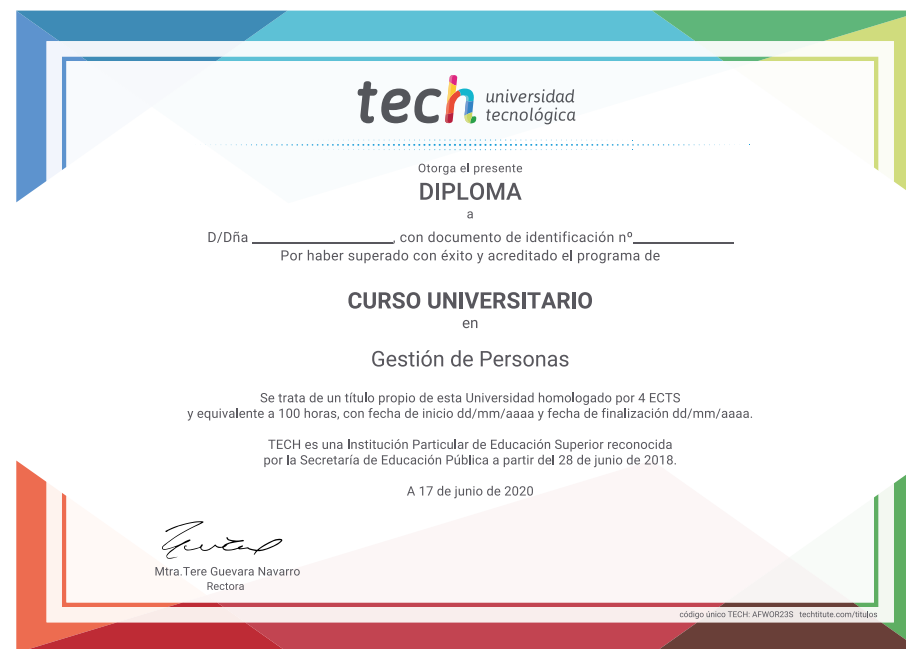 tech universidad
tecnológica
Otorga el presente
DIPLOMA
a
D/Dña ____________________, con documento de identificación nº______________
Por haber superado con éxito y acreditado el programa de
CURSO UNIVERSITARIO
en
Gestión de Personas
Se trata de un título propio de esta Universidad homologado por 4 ECTS
y equivalente a 100 horas, con fecha de inicio dd/mm/aaaa y fecha de finalización dd/mm/aaaa.
TECH es una Institución Particular de Educación Superior reconocida
por la Secretaría de Educación Pública a partir del 28 de junio de 2018.
A 17 de junio de 2020
Mtra.Tere Guevara Navarro
Rectora
código único TECH: AFWOR23S techtitute.com/titulos